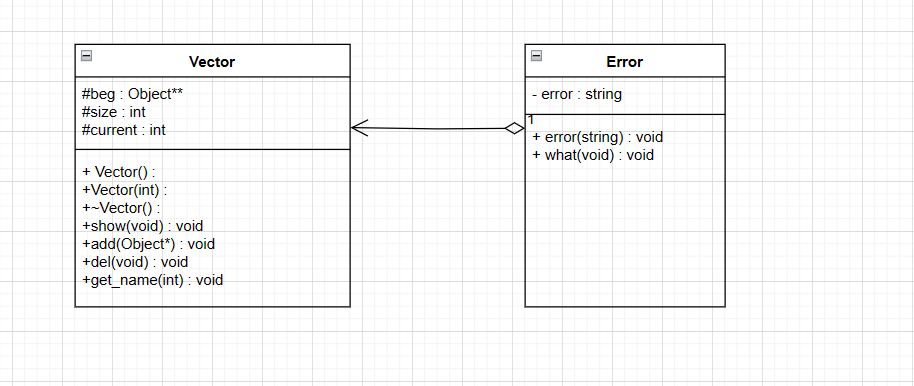 Vector
#beg : Object**
#size : int
#current : int
+ Vector() :
+Vector(int) :
+~Vector() :
+show(void) : void
+add(Object*) : void
+del(void) : void
+get_name(int) : void
Error
- error : string
1
+ error(string) : void
+ what(void) : void